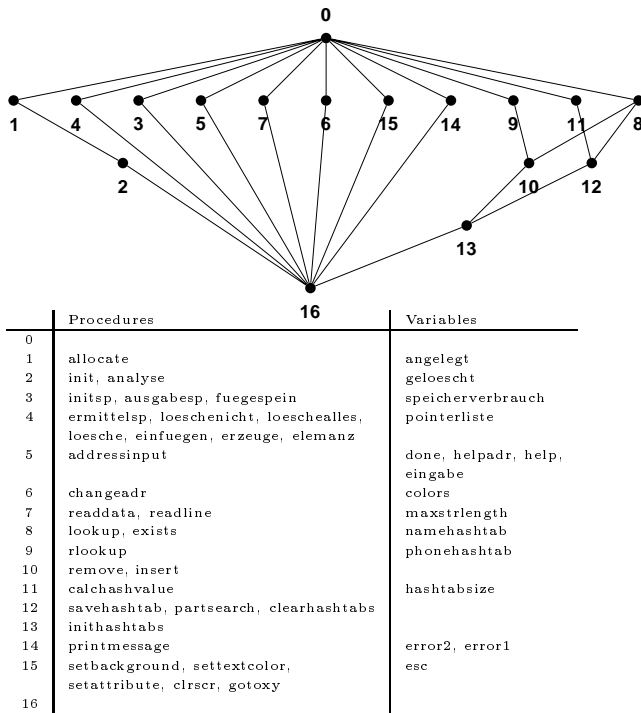 0
1 4 3 5 7 6 15 14 9 11 8
2 10 12
13
16
Procedures Variables
0
1 allocate angelegt
2 init, analyse geloescht
3 initsp, ausgabesp, fuegespein speicherverbrauch
4 ermittelsp, loeschenicht, loeschealles, pointerliste
loesche, einfuegen, erzeuge, elemanz
5 addressinput done, helpadr, help,
eingabe
6 changeadr colors
7 readdata, readline maxstrlength
8 lookup, exists namehashtab
9 rlookup phonehashtab
10 remove, insert
11 calchashvalue hashtabsize
12 savehashtab, partsearch, clearhashtabs
13 inithashtabs
14 printmessage error2, error1
15 setbackground, settextcolor, esc
setattribute, clrscr, gotoxy
16